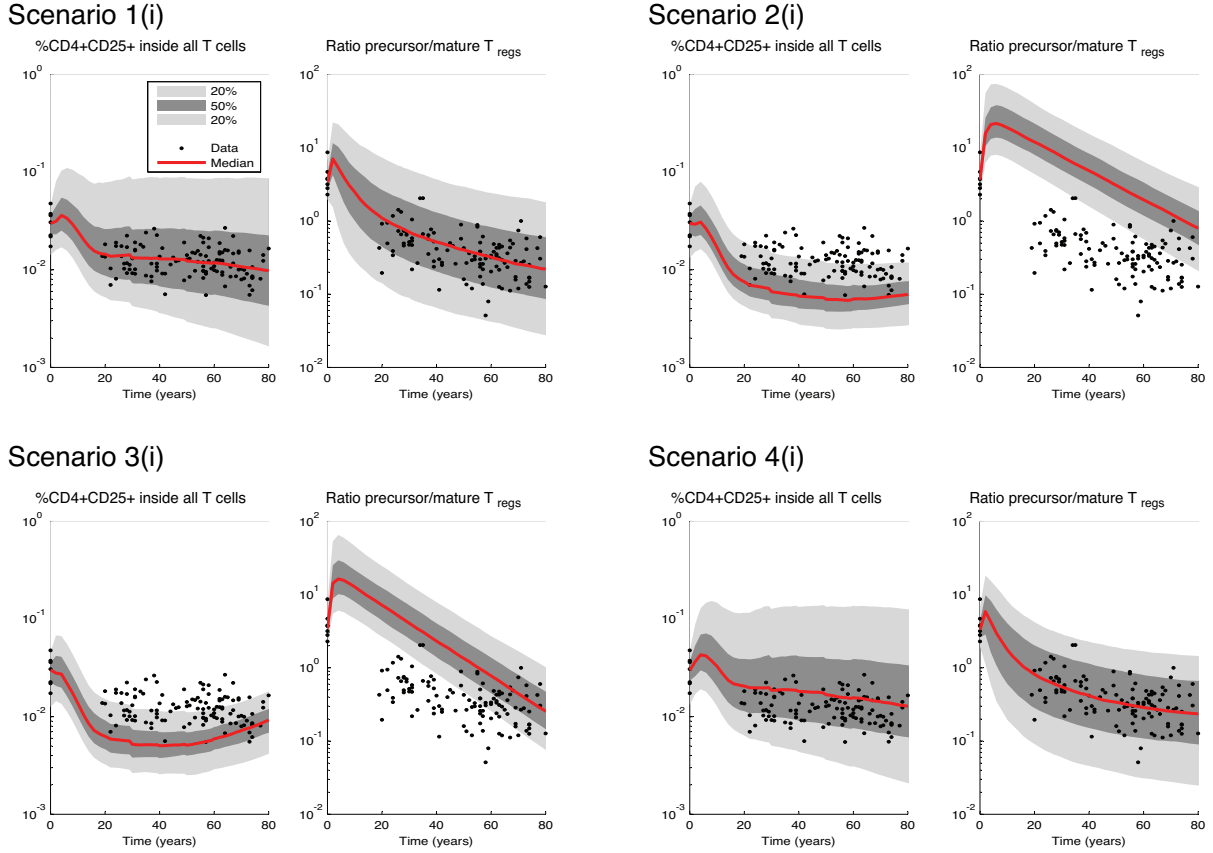 Scenario 1(i)
%CD4+CD25+ inside all T cells
Ratio precursor/mature T regs
10^0
10^-1
10^-2
10^-3
20%
50%
20%
Data
Median
0 20 40 60 80
Time (years)
10^2
10^1
10^0
10^-1
10^-2
0 20 40 60 80
Time (years)
Scenario 2(i)
%CD4+CD25+ inside all T cells
Ratio precursor/mature T regs
10^0
10^-1
10^-2
10^-3
0 20 40 60 80
Time (years)
10^2
10^1
10^0
10^-1
10^-2
0 20 40 60 80
Time (years)
Scenario 3(i)
%CD4+CD25+ inside all T cells
Ratio precursor/mature T regs
10^0
10^-1
10^-2
10^-3
0 20 40 60 80
Time (years)
10^2
10^1
10^0
10^-1
10^-2
0 20 40 60 80
Time (years)
Scenario 4(i)
%CD4+CD25+ inside all T cells
Ratio precursor/mature T regs
10^0
10^-1
10^-2
10^-3
0 20 40 60 80
Time (years)
10^2
10^1
10^0
10^-1
10^-2
0 20 40 60 80
Time (years)